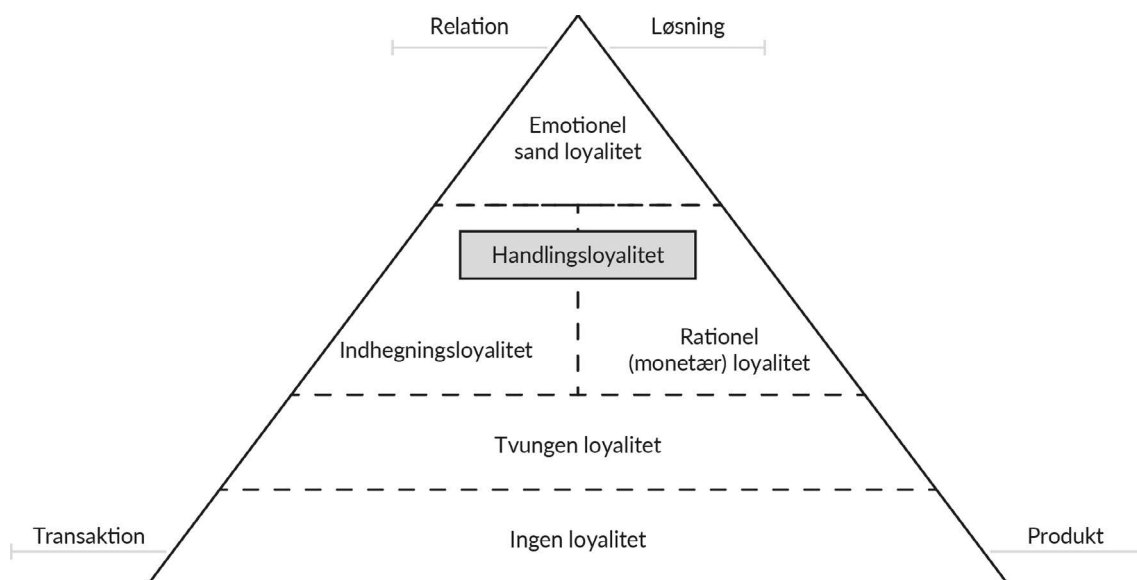 Relation
Løsning
Emotionel
sand loyalitet
Handlingsloyalitet
Indhegningsloyalitet
Rationel
(monetær) loyalitet
Tvungen loyalitet
Transaktion
Produkt
Ingen loyalitet